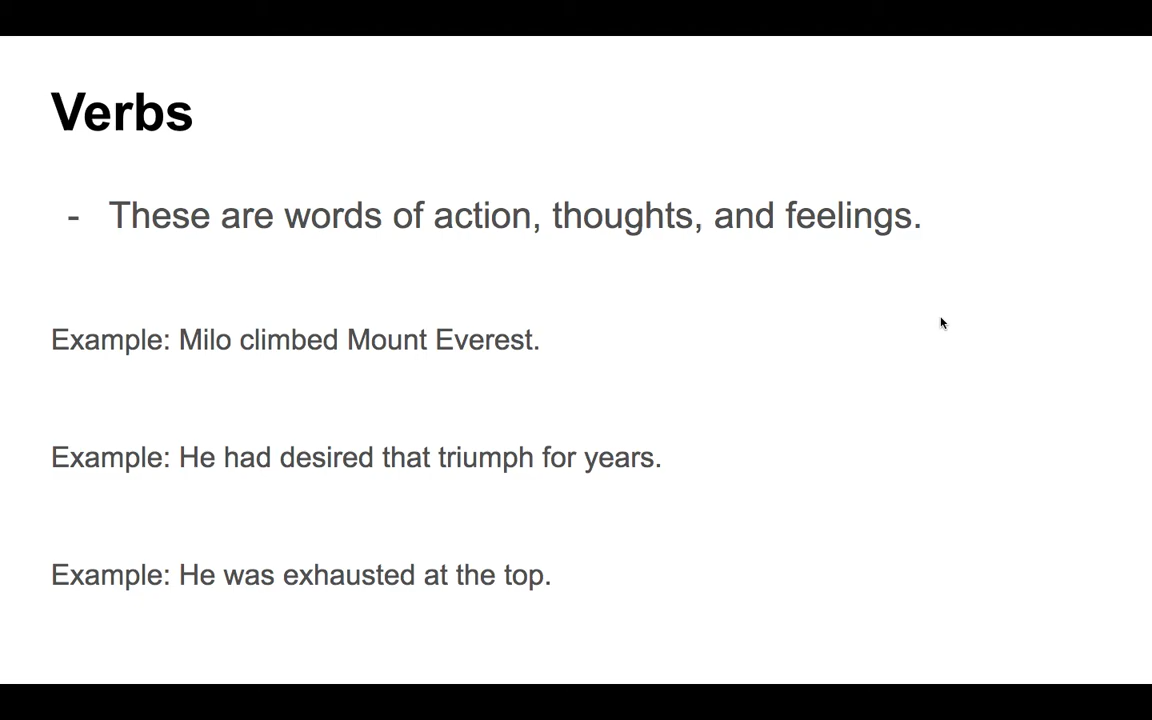 Verbs
- These are words of action, thoughts, and feelings.
Example: Milo climbed Mount Everest.
Example: He had desired that triumph for years.
Example: He was exhausted at the top.